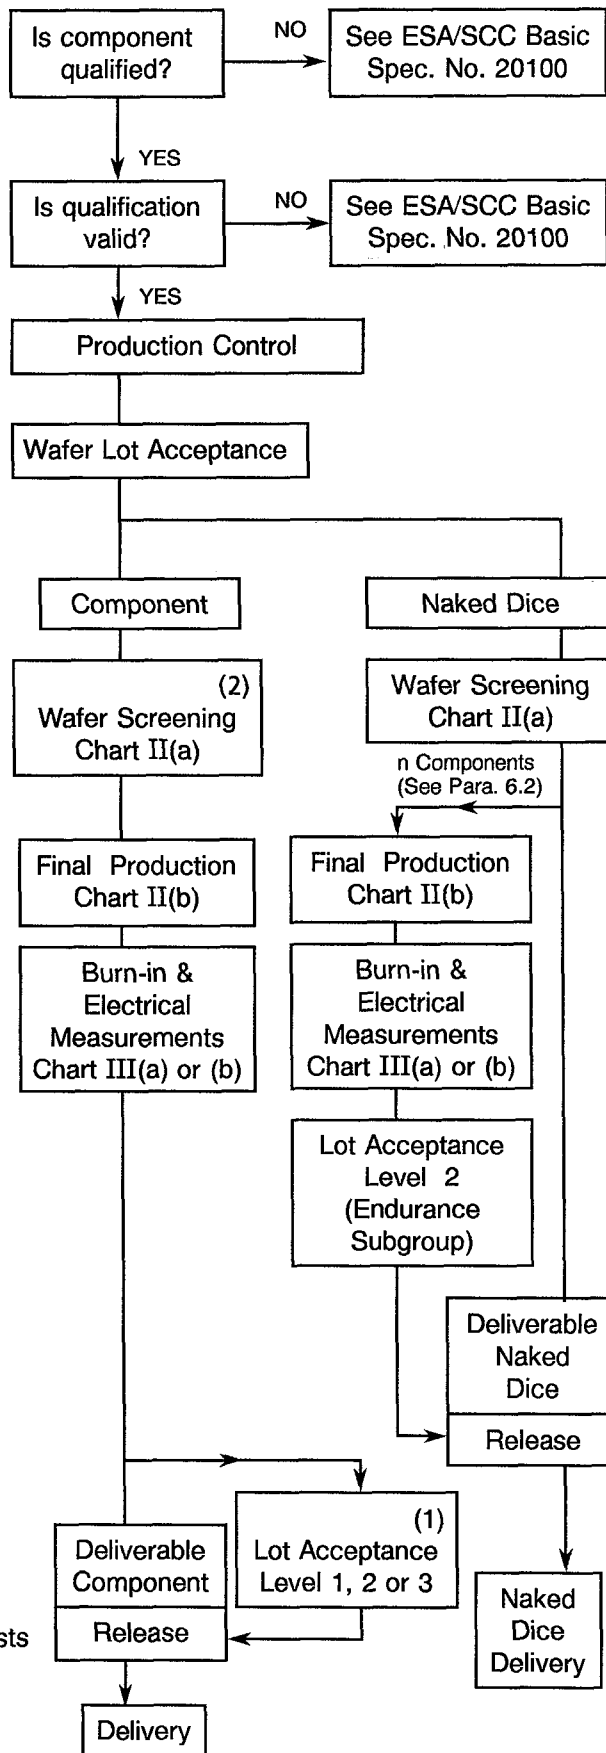 Is component
qualified?
NO
See ESA/SCC Basic
Spec. No. 20100
YES
Is qualification
valid?
NO
See ESA/SCC Basic
Spec. No. 20100
YES
Production Control
Wafer Lot Acceptance
Component
Naked Dice
(2)
Wafer Screening
Chart II(a)
Wafer Screening
Chart II(a)
n Components
(See Para. 6.2)
Final Production
Chart II(b)
Final Production
Chart II(b)
Burn-in &
Electrical
Measurements
Chart III(a) or (b)
Burn-in &
Electrical
Measurements
Chart III(a) or (b)
Lot Acceptance
Level 2
(Endurance
Subgroup)
Deliverable
Naked
Dice
Release
(1)
Lot Acceptance
Level 1, 2 or 3
Deliverable
Component
Release
sts
Naked
Dice
Delivery
Delivery